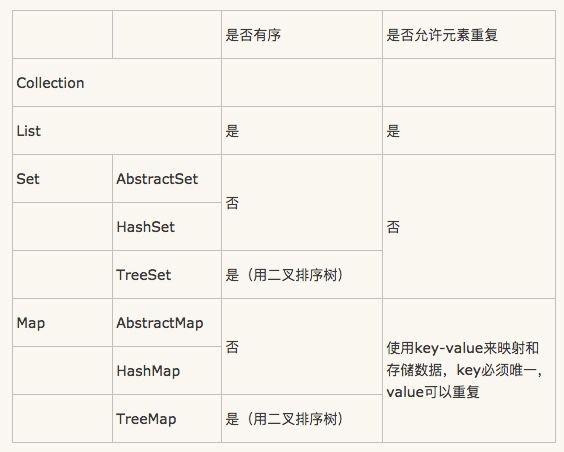 是否有序
是否允许元素重复
Collection
List
是
是
Set
AbstractSet
否
否
HashSet
TreeSet
是（用二叉排序树）
Map
AbstractMap
否
使用key-value来映射和
存储数据，key必须唯一，
value可以重复
HashMap
TreeMap
是（用二叉排序树）